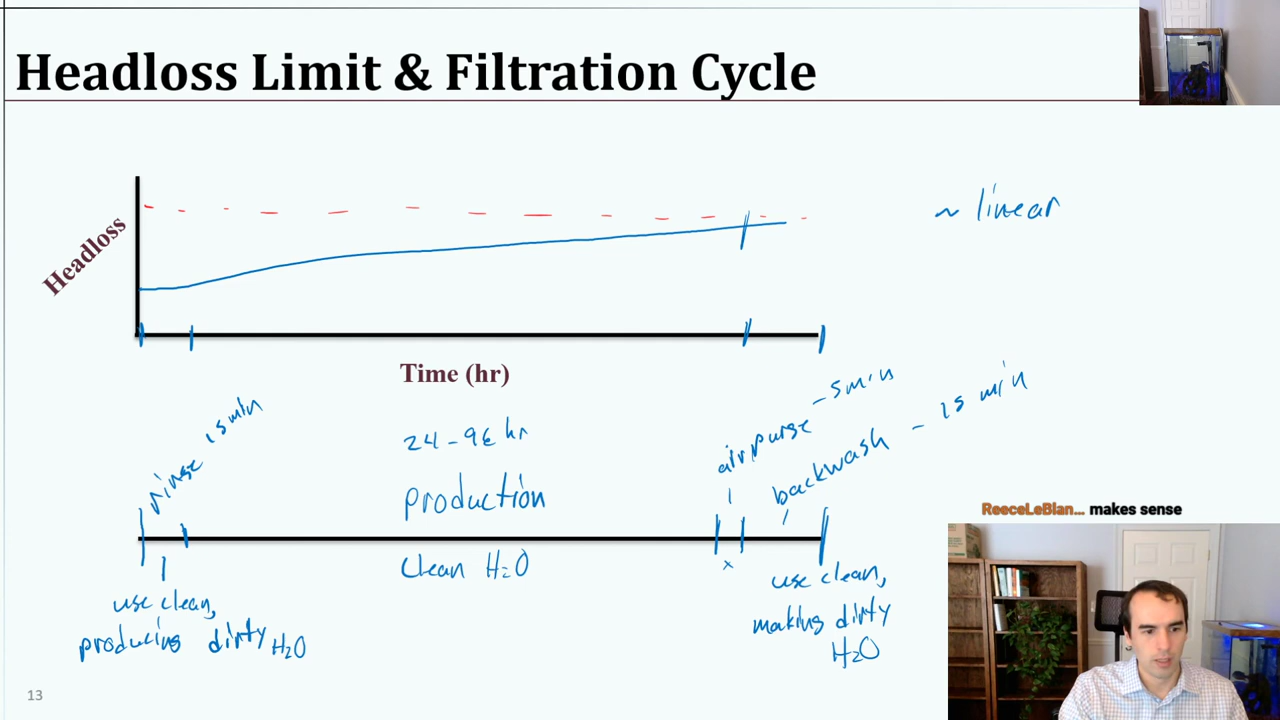 Headloss Limit & Filtration Cycle
~ linear
Headloss
Time (hr)
rinse 15 min
24-96 hr
production
air purse - 5 min
backwash - 15 min
clean H2O
x
use clean,
producing dirty H2O
use clean,
making dirty
H2O
ReeceLeBlan... makes sense
13